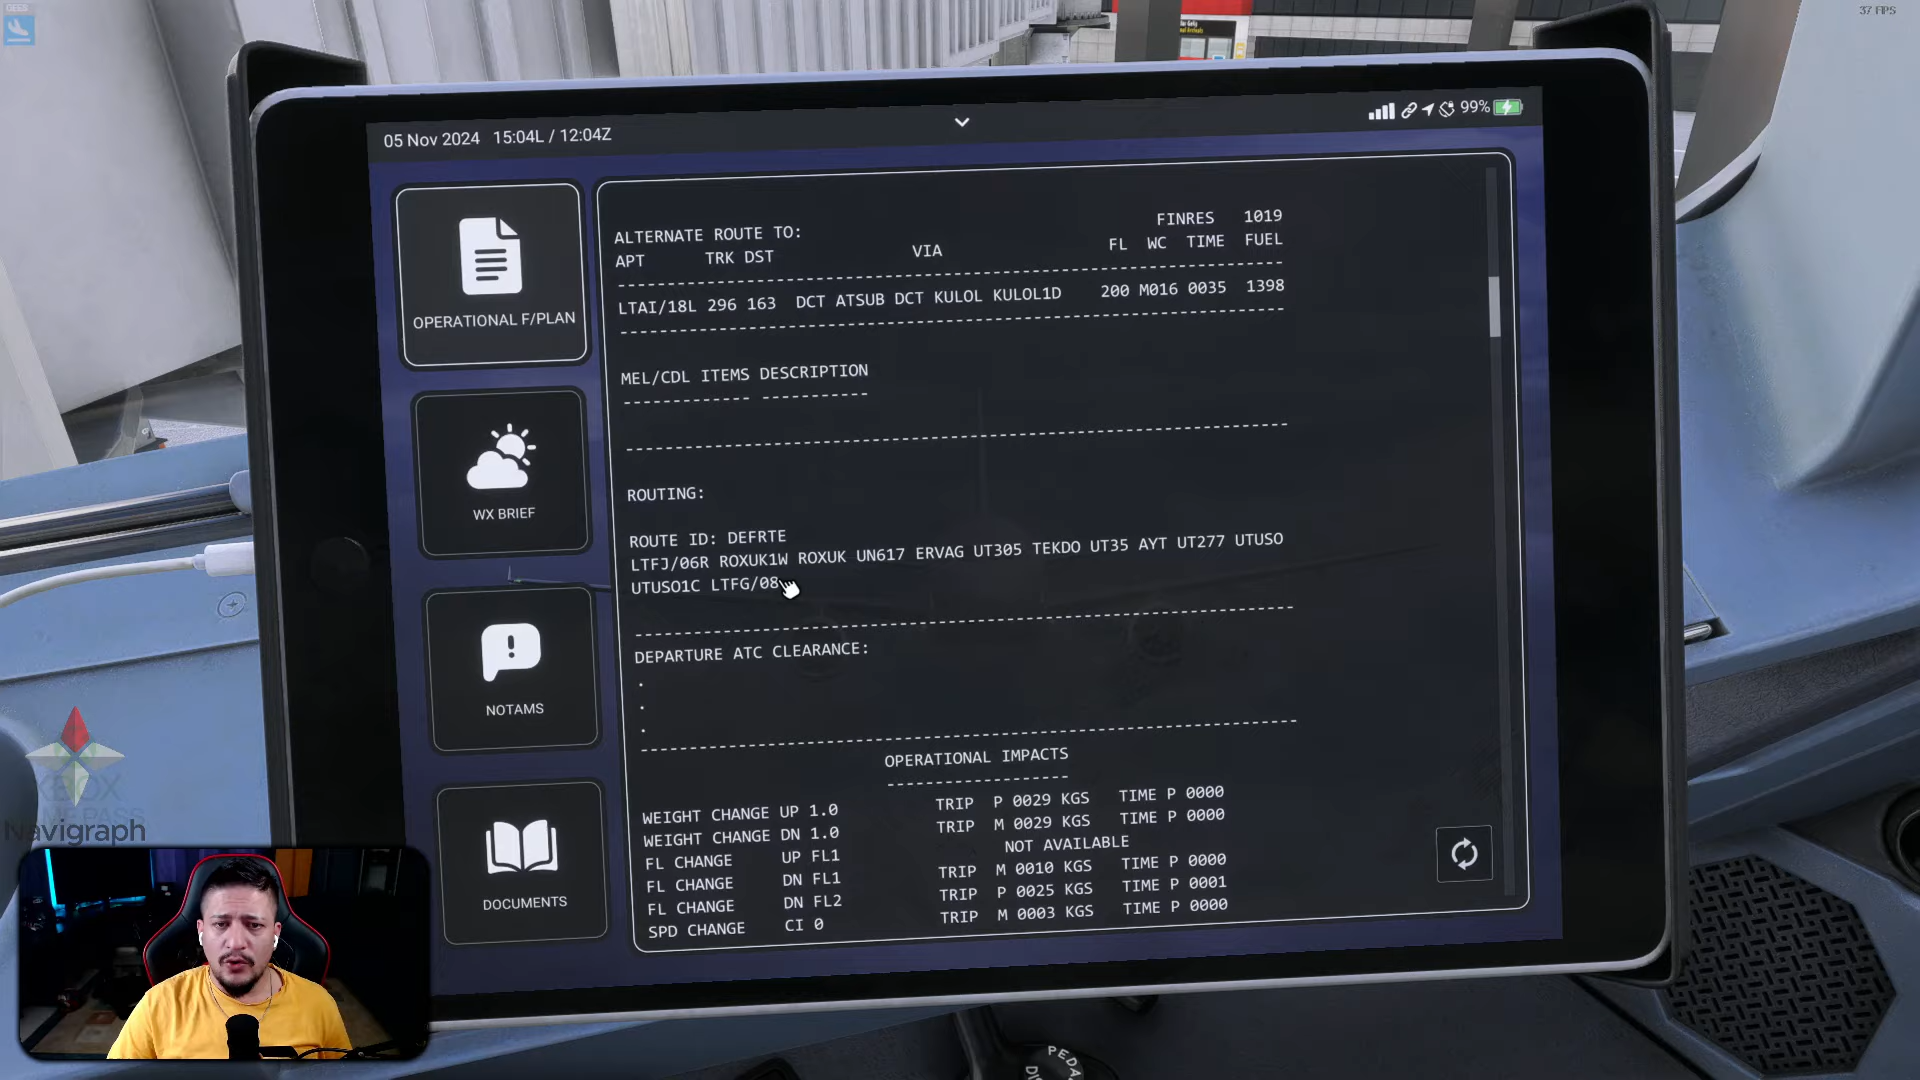 GEES
37 FPS
05 Nov 2024 15:04L / 12:04Z
99%
OPERATIONAL F/PLAN
WX BRIEF
NOTAMS
DOCUMENTS
FINRES 1019
ALTERNATE ROUTE TO:
APT TRK DST VIA FL WC TIME FUEL
LTAI/18L 296 163 DCT ATSUB DCT KULOL KULOL1D 200 M016 0035 1398
MEL/CDL ITEMS DESCRIPTION
ROUTING:
ROUTE ID: DEFRTE
LTFJ/06R ROXUK1W ROXUK UN617 ERVAG UT305 TEKDO UT35 AYT UT277 UTUSO
UTUSO1C LTFG/08
DEPARTURE ATC CLEARANCE:
.
.
.
OPERATIONAL IMPACTS
WEIGHT CHANGE UP 1.0 TRIP P 0029 KGS TIME P 0000
WEIGHT CHANGE DN 1.0 TRIP M 0029 KGS TIME P 0000
FL CHANGE UP FL1 NOT AVAILABLE
FL CHANGE DN FL1 TRIP M 0010 KGS TIME P 0000
FL CHANGE DN FL2 TRIP P 0025 KGS TIME P 0001
SPD CHANGE CI 0 TRIP M 0003 KGS TIME P 0000
Navigraph